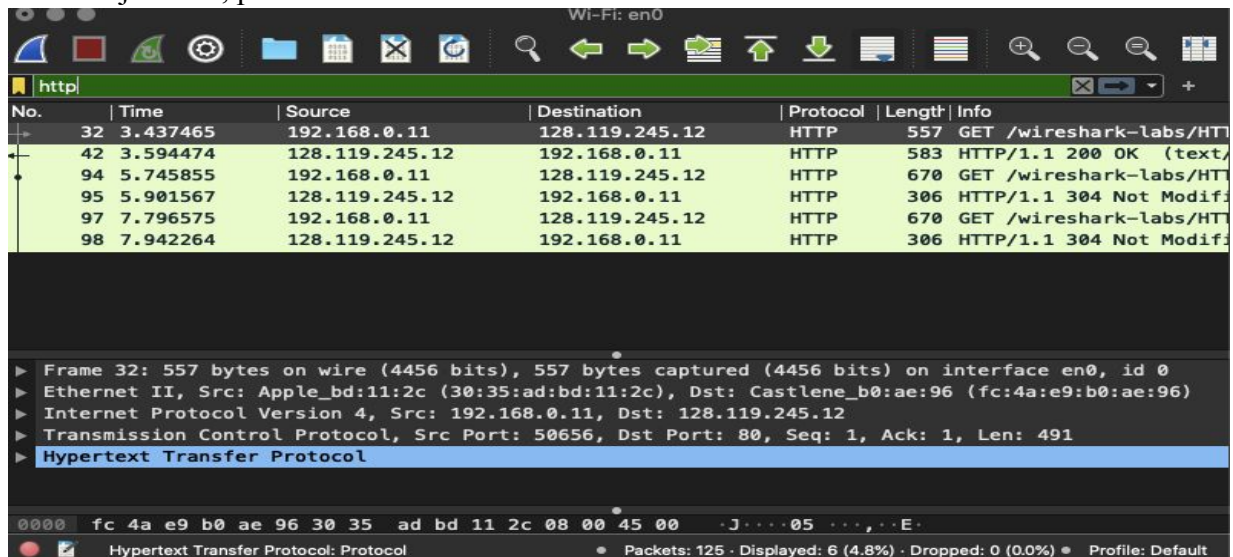 Wi-Fi: en0
http
No. Time Source Destination Protocol Length Info
32 3.437465 192.168.0.11 128.119.245.12 HTTP 557 GET /wireshark-labs/HTT
42 3.594474 128.119.245.12 192.168.0.11 HTTP 583 HTTP/1.1 200 OK (text/
94 5.745855 192.168.0.11 128.119.245.12 HTTP 670 GET /wireshark-labs/HTT
95 5.901567 128.119.245.12 192.168.0.11 HTTP 306 HTTP/1.1 304 Not Modifi
97 7.796575 192.168.0.11 128.119.245.12 HTTP 670 GET /wireshark-labs/HTT
98 7.942264 128.119.245.12 192.168.0.11 HTTP 306 HTTP/1.1 304 Not Modifi
Frame 32: 557 bytes on wire (4456 bits), 557 bytes captured (4456 bits) on interface en0, id 0
Ethernet II, Src: Apple_bd:11:2c (30:35:ad:bd:11:2c), Dst: Castlene_b0:ae:96 (fc:4a:e9:b0:ae:96)
Internet Protocol Version 4, Src: 192.168.0.11, Dst: 128.119.245.12
Transmission Control Protocol, Src Port: 50656, Dst Port: 80, Seq: 1, Ack: 1, Len: 491
Hypertext Transfer Protocol
0000 fc 4a e9 b0 ae 96 30 35 ad bd 11 2c 08 00 45 00 ·J····05 ···,··E·
Hypertext Transfer Protocol: Protocol Packets: 125 · Displayed: 6 (4.8%) · Dropped: 0 (0.0%) Profile: Default